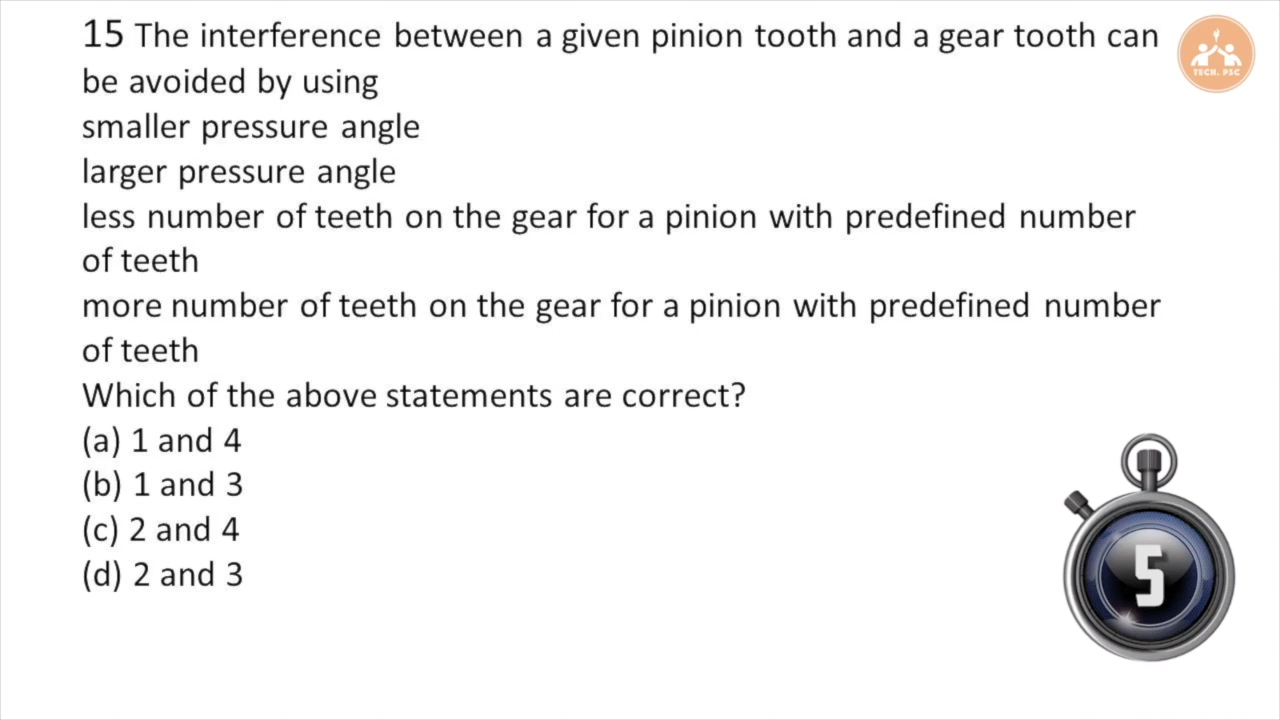 15 The interference between a given pinion tooth and a gear tooth can
be avoided by using
smaller pressure angle
larger pressure angle
less number of teeth on the gear for a pinion with predefined number
of teeth
more number of teeth on the gear for a pinion with predefined number
of teeth
Which of the above statements are correct?
(a) 1 and 4
(b) 1 and 3
(c) 2 and 4
(d) 2 and 3
TECH. PSC
5